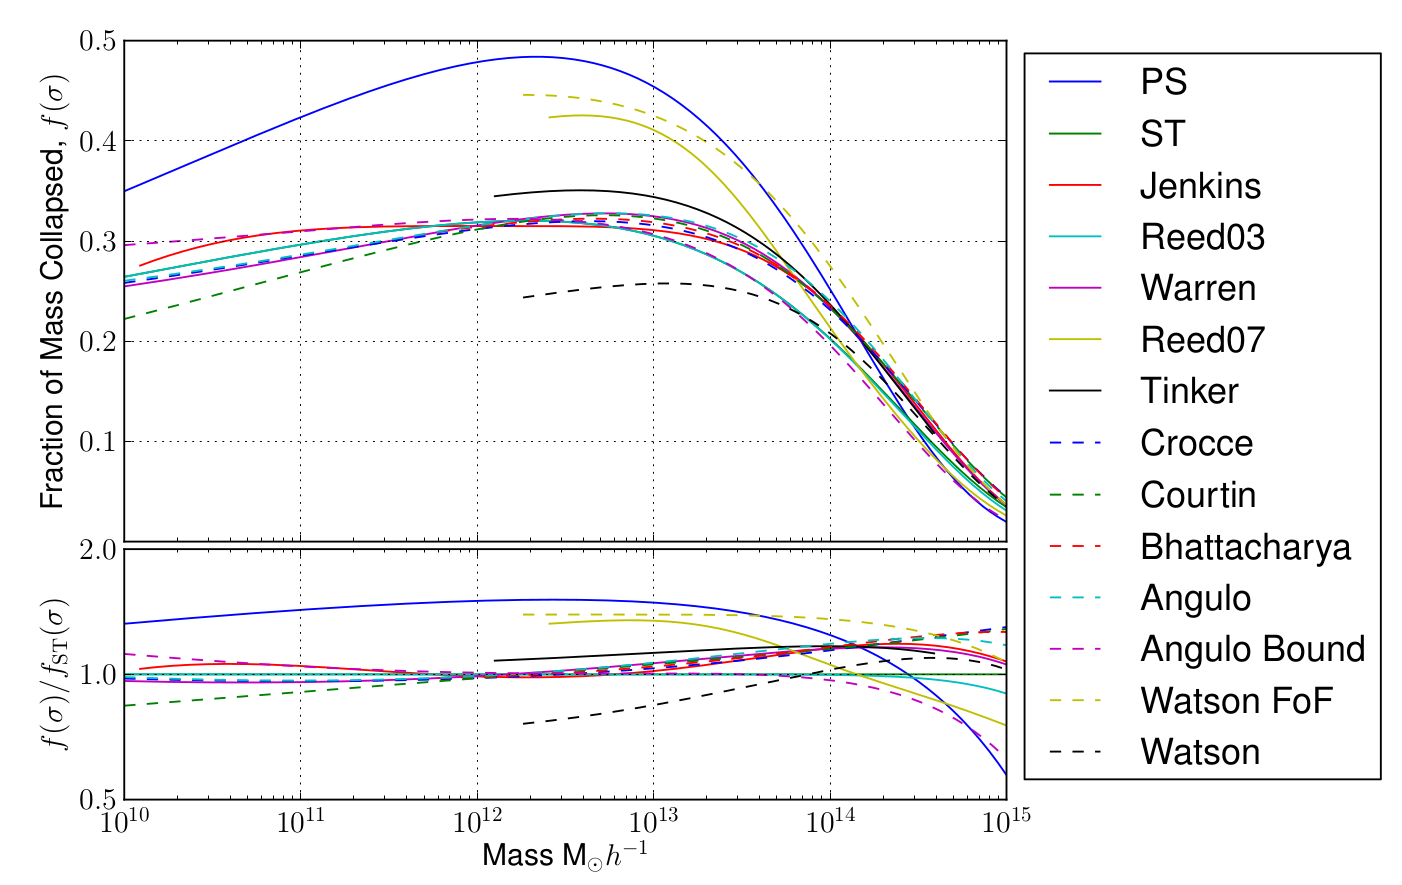 0.5
0.4
0.3
0.2
0.1
Fraction of Mass Collapsed, f(σ)
2.0
1.0
0.5
f(σ)/f_ST(σ)
10^10 10^11 10^12 10^13 10^14 10^15
Mass M_⊙h^−1
PS
ST
Jenkins
Reed03
Warren
Reed07
Tinker
Crocce
Courtin
Bhattacharya
Angulo
Angulo Bound
Watson FoF
Watson